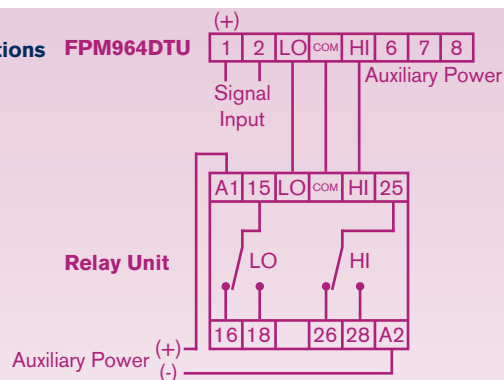 (+)
tions FPM964DTU 1 2 LO COM HI 6 7 8
Signal Input
Auxiliary Power
A1 15 LO COM HI 25
Relay Unit
LO HI
16 18 26 28 A2
Auxiliary Power (+)
(-)